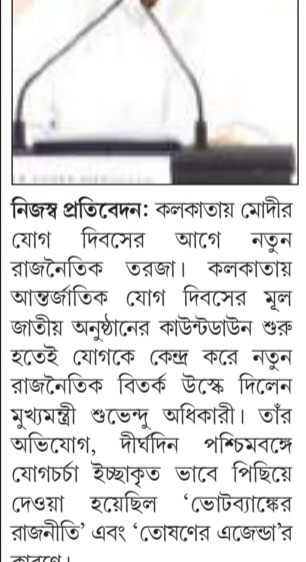 নিজস্ব প্রতিবেদন: কলকাতায় মোদীর
যোগ দিবসের আগে নতুন
রাজনৈতিক তরজা। কলকাতায়
আন্তর্জাতিক যোগ দিবসের মূল
জাতীয় অনুষ্ঠানের কাউন্টডাউন শুরু
হতেই যোগকে কেন্দ্র করে নতুন
রাজনৈতিক বিতর্ক উস্কে দিলেন
মুখ্যমন্ত্রী শুভেন্দু অধিকারী। তাঁর
অভিযোগ, দীর্ঘদিন পশ্চিমবঙ্গে
যোগচর্চা ইচ্ছাকৃত ভাবে পিছিয়ে
দেওয়া হয়েছিল ‘ভোটব্যাঙ্কের
রাজনীতি’ এবং ‘তোষণের এজেন্ডা’র
কারণে।